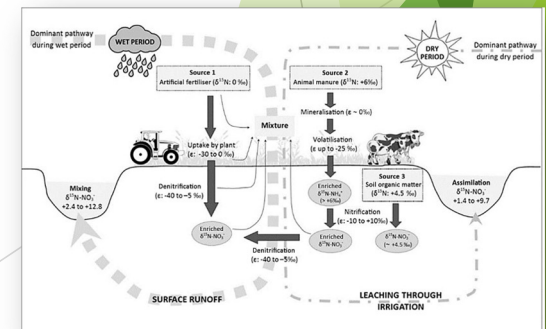 Dominant pathway
during wet period
WET PERIOD
DRY
PERIOD
Dominant pathway
during dry period
Source 1
Artificial fertiliser (δ¹⁵N: 0 ‰)
Source 2
Animal manure (δ¹⁵N: +6‰)
Mineralisation (ε ~ 0‰)
Mixture
Volatilisation
(ε up to -25 ‰)
Uptake by plant
(ε: -30 to 0 ‰)
Source 3
Soil organic matter
(δ¹⁵N: +4.5 ‰)
Mixing
δ¹⁵N-NO₃⁻
+2.4 to +12.8
Denitrification
(ε: -40 to -5 ‰)
Enriched
δ¹⁵N-NH₄⁺
(> +6‰)
Assimilation
δ¹⁵N-NO₃⁻
+1.4 to +9.7
Nitrification
(ε: -10 to +10‰)
Enriched
δ¹⁵N-NO₃⁻
Enriched
δ¹⁵N-NO₃⁻
δ¹⁵N-NO₃⁻
(~ +4.5 ‰)
Denitrification
(ε: -40 to -5‰)
SURFACE RUNOFF
LEACHING THROUGH
IRRIGATION